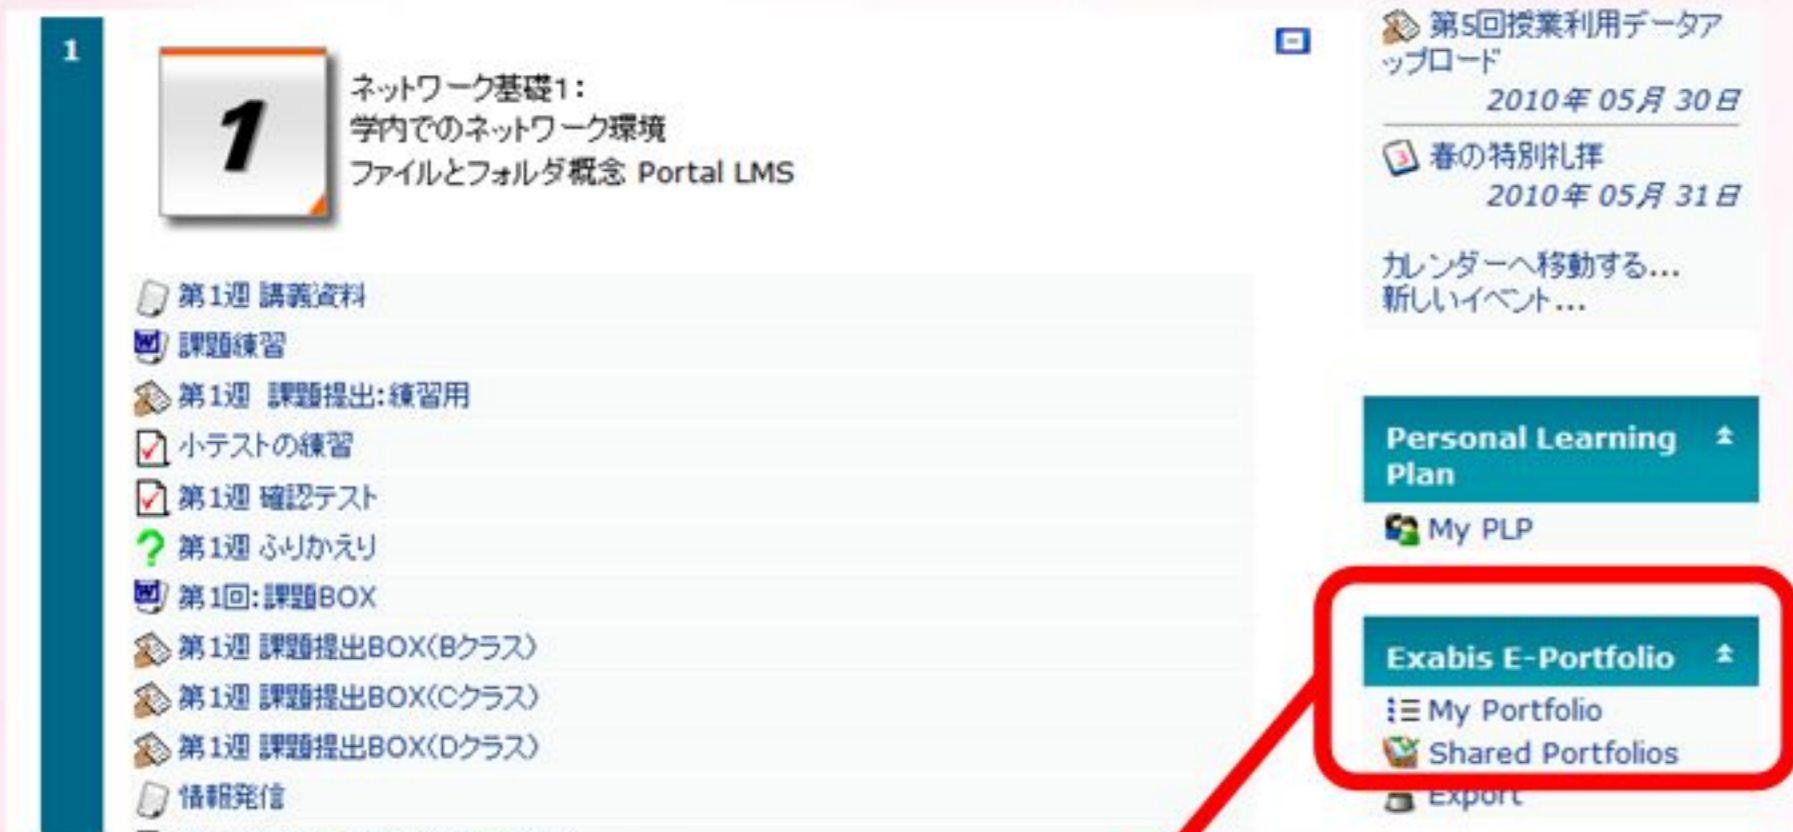 1
1
ネットワーク基礎1:
学内でのネットワーク環境
ファイルとフォルダ概念 Portal LMS
第1週 講義資料
課題練習
第1週 課題提出:練習用
小テストの練習
第1週 確認テスト
第1週 ふりかえり
第1回:課題BOX
第1週 課題提出BOX(Bクラス)
第1週 課題提出BOX(Cクラス)
第1週 課題提出BOX(Dクラス)
情報発信
第5回授業利用データア
ップロード
2010年 05月 30日
春の特別礼拝
2010年 05月 31日
カレンダーへ移動する...
新しいイベント...
Personal Learning
Plan
My PLP
Exabis E-Portfolio
My Portfolio
Shared Portfolios
Export